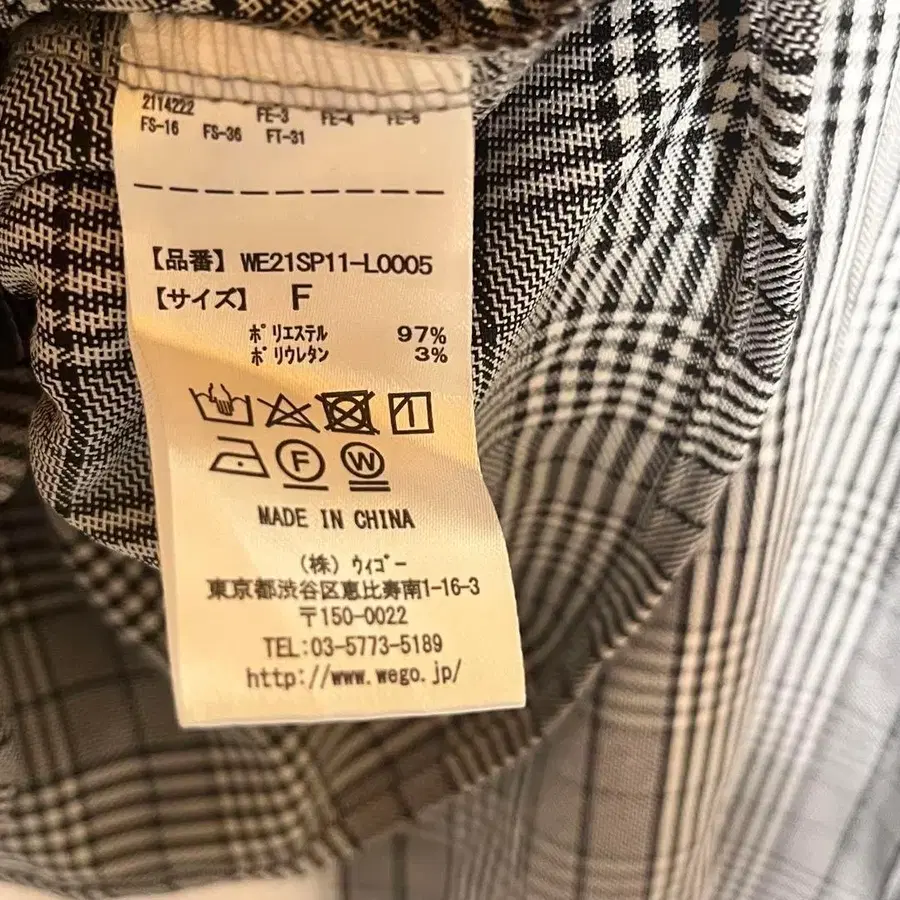 2114222 FE-3 FE-4 FE-6
FS-16 FS-36 FT-31
【品番】 WE21SP11-L0005
【サイズ】 F
ポリエステル 97%
ポリウレタン 3%
F W
MADE IN CHINA
(株) ウィゴー
東京都渋谷区恵比寿南1-16-3
〒150-0022
TEL:03-5773-5189
http://www.wego.jp/